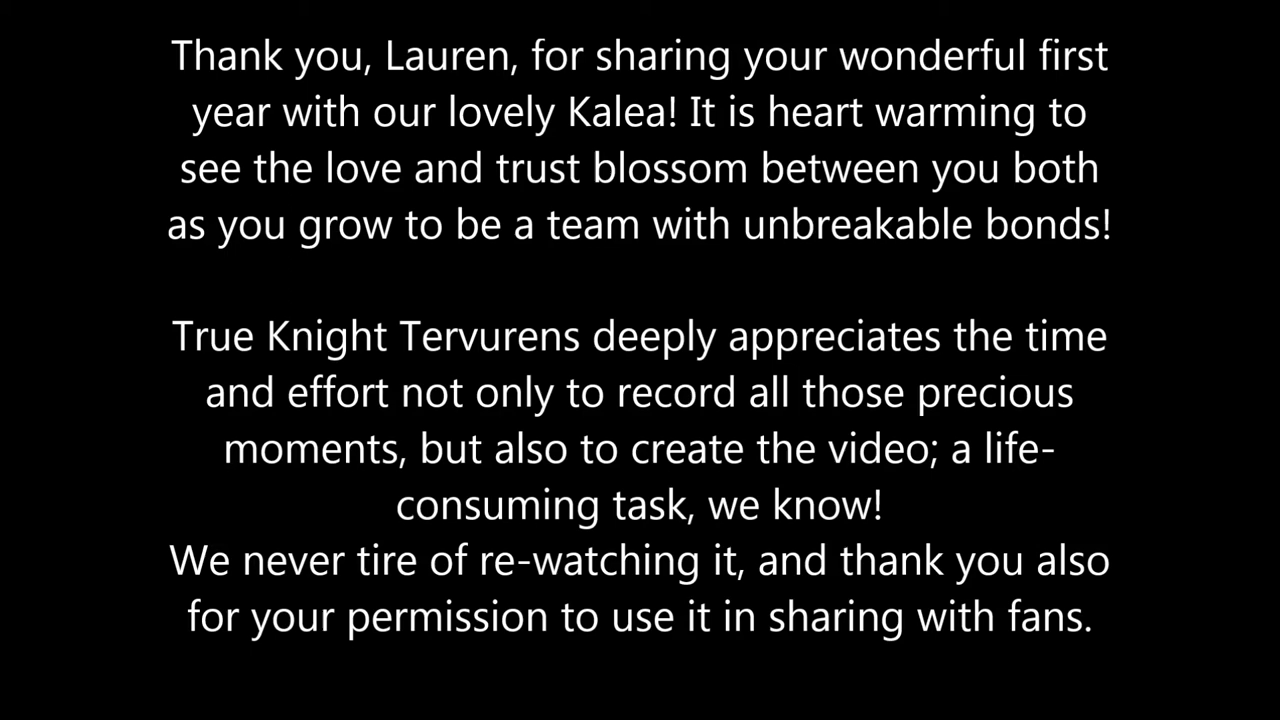 Thank you, Lauren, for sharing your wonderful first
year with our lovely Kalea! It is heart warming to
see the love and trust blossom between you both
as you grow to be a team with unbreakable bonds!
True Knight Tervurens deeply appreciates the time
and effort not only to record all those precious
moments, but also to create the video; a life-
consuming task, we know!
We never tire of re-watching it, and thank you also
for your permission to use it in sharing with fans.